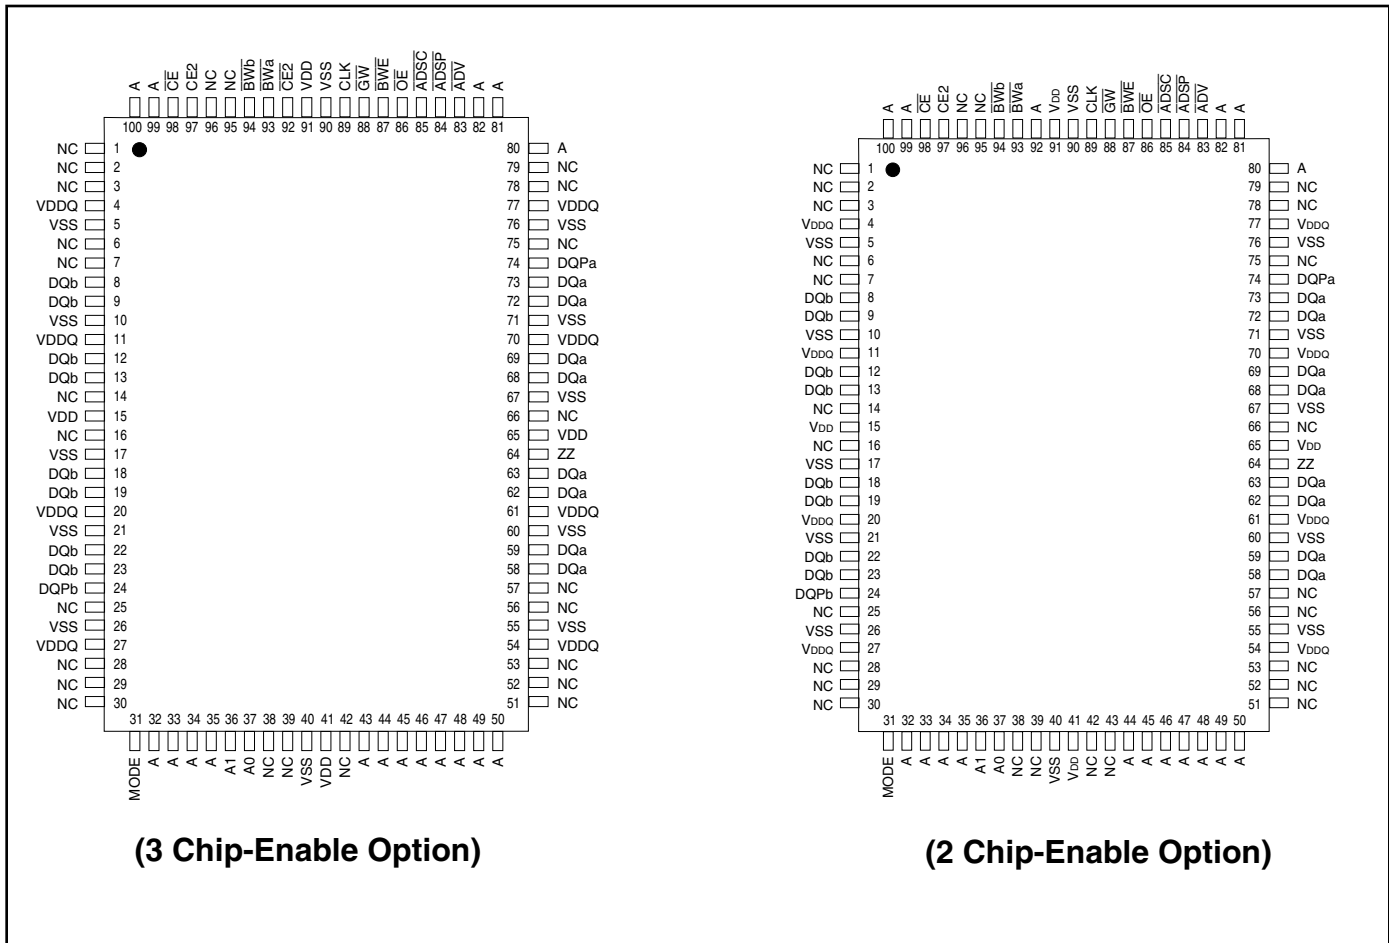 A A CE CE2 NC NC BWb BWa CE2 VDD VSS CLK GW BWE OE ADSC ADSP ADV A A
100 99 98 97 96 95 94 93 92 91 90 89 88 87 86 85 84 83 82 81
NC 1 80 A
NC 2 79 NC
NC 3 78 NC
VDDQ 4 77 VDDQ
VSS 5 76 VSS
NC 6 75 NC
NC 7 74 DQPa
DQb 8 73 DQa
DQb 9 72 DQa
VSS 10 71 VSS
VDDQ 11 70 VDDQ
DQb 12 69 DQa
DQb 13 68 DQa
NC 14 67 VSS
VDD 15 66 NC
NC 16 65 VDD
VSS 17 64 ZZ
DQb 18 63 DQa
DQb 19 62 DQa
VDDQ 20 61 VDDQ
VSS 21 60 VSS
DQb 22 59 DQa
DQb 23 58 DQa
DQPb 24 57 NC
NC 25 56 NC
VSS 26 55 VSS
VDDQ 27 54 VDDQ
NC 28 53 NC
NC 29 52 NC
NC 30 51 NC
31 32 33 34 35 36 37 38 39 40 41 42 43 44 45 46 47 48 49 50
MODE A A A A A1 A0 NC NC VSS VDD NC A A A A A A A A
(3 Chip-Enable Option)
A A CE CE2 NC NC BWb BWa A VDD VSS CLK GW BWE OE ADSC ADSP ADV A A
100 99 98 97 96 95 94 93 92 91 90 89 88 87 86 85 84 83 82 81
NC 1 80 A
NC 2 79 NC
NC 3 78 NC
VDDQ 4 77 VDDQ
VSS 5 76 VSS
NC 6 75 NC
NC 7 74 DQPa
DQb 8 73 DQa
DQb 9 72 DQa
VSS 10 71 VSS
VDDQ 11 70 VDDQ
DQb 12 69 DQa
DQb 13 68 DQa
NC 14 67 VSS
VDD 15 66 NC
NC 16 65 VDD
VSS 17 64 ZZ
DQb 18 63 DQa
DQb 19 62 DQa
VDDQ 20 61 VDDQ
VSS 21 60 VSS
DQb 22 59 DQa
DQb 23 58 DQa
DQPb 24 57 NC
NC 25 56 NC
VSS 26 55 VSS
VDDQ 27 54 VDDQ
NC 28 53 NC
NC 29 52 NC
NC 30 51 NC
31 32 33 34 35 36 37 38 39 40 41 42 43 44 45 46 47 48 49 50
MODE A A A A A1 A0 NC NC VSS VDD NC NC A A A A A A A
(2 Chip-Enable Option)